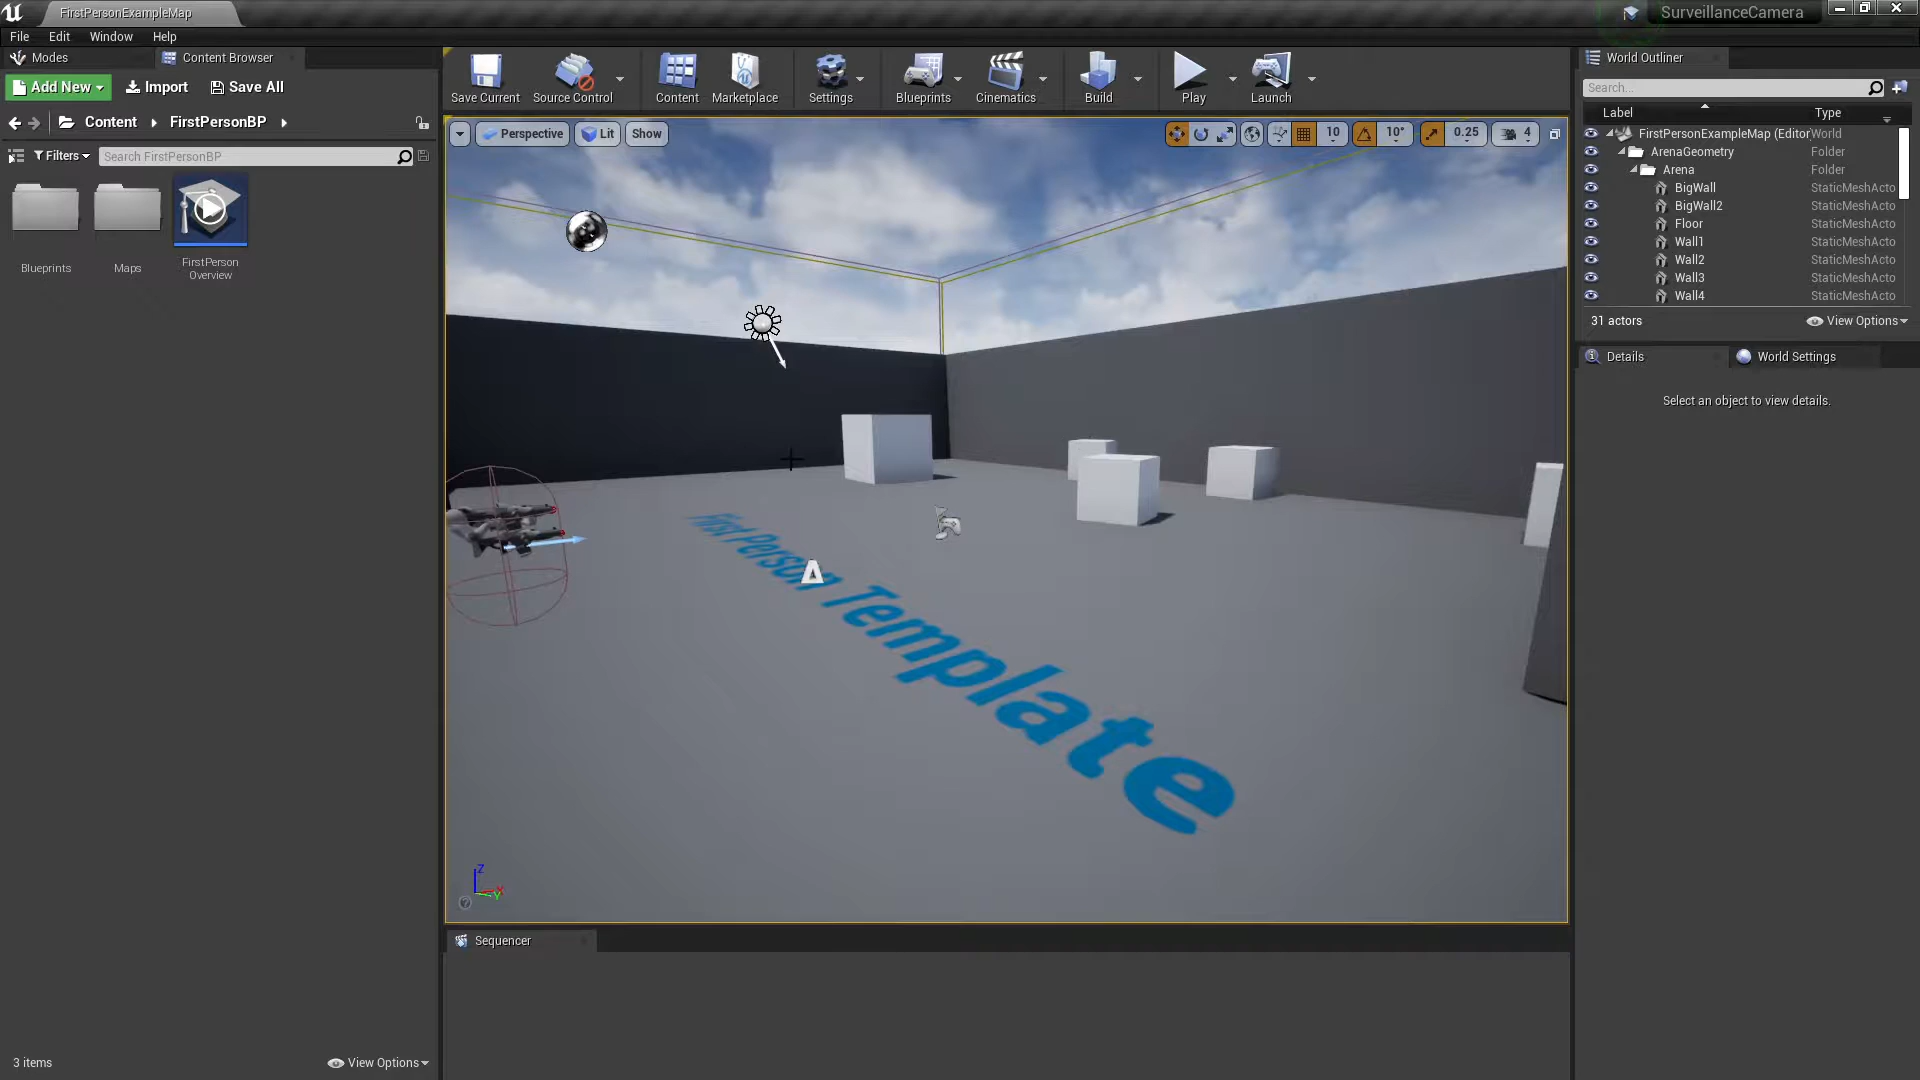 FirstPersonExampleMap
SurveillanceCamera
File Edit Window Help
Modes
Content Browser
Add New
Import
Save All
Content
FirstPersonBP
Filters
Search FirstPersonBP
Blueprints
Maps
FirstPerson
Overview
3 items
View Options
Save Current
Source Control
Content
Marketplace
Settings
Blueprints
Cinematics
Build
Play
Launch
Perspective
Lit
Show
10
10°
0.25
4
First Person Template
Z
X
Y
Sequencer
World Outliner
Search...
Label
Type
FirstPersonExampleMap (Editor World
ArenaGeometry Folder
Arena Folder
BigWall StaticMeshActo
BigWall2 StaticMeshActo
Floor StaticMeshActo
Wall1 StaticMeshActo
Wall2 StaticMeshActo
Wall3 StaticMeshActo
Wall4 StaticMeshActo
31 actors
View Options
Details
World Settings
Select an object to view details.